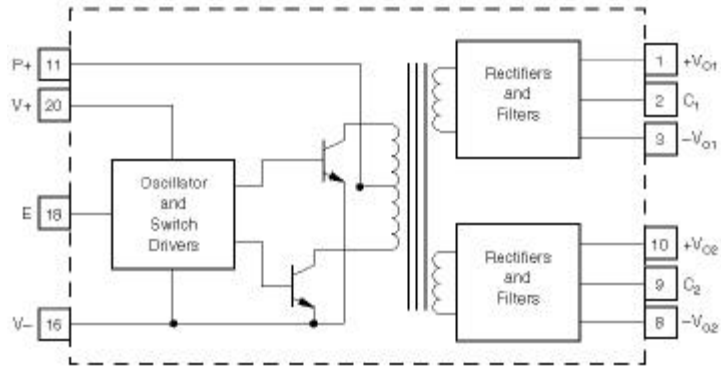 P+ 11
V+ 20
E 18
V– 16
Oscillator
and
Switch
Drivers
Rectifiers
and
Filters
1 +VO1
2 C1
3 –VO1
Rectifiers
and
Filters
10 +VO2
9 C2
8 –VO2